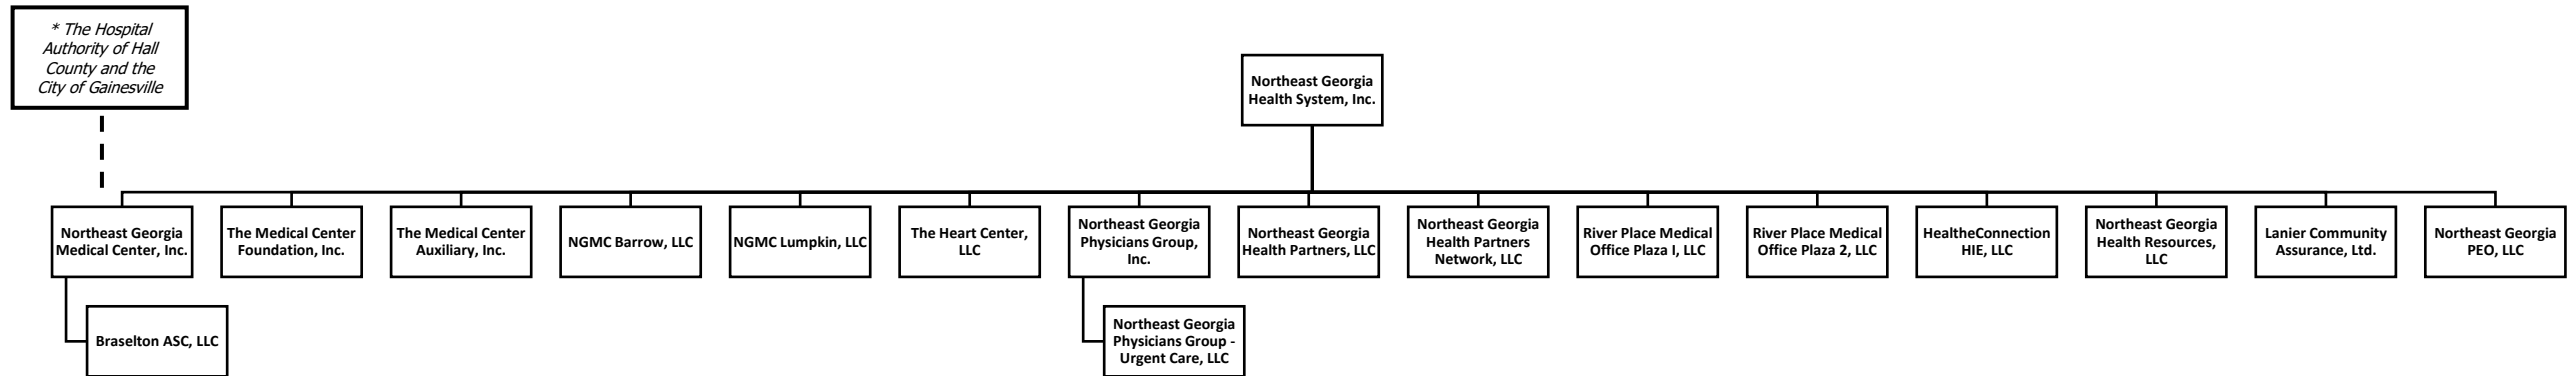 * The Hospital
Authority of Hall
County and the
City of Gainesville
Northeast Georgia
Health System, Inc.
Northeast Georgia
Medical Center, Inc.
The Medical Center
Foundation, Inc.
The Medical Center
Auxiliary, Inc.
NGMC Barrow, LLC
NGMC Lumpkin, LLC
The Heart Center,
LLC
Northeast Georgia
Physicians Group,
Inc.
Northeast Georgia
Health Partners, LLC
Northeast Georgia
Health Partners
Network, LLC
River Place Medical
Office Plaza I, LLC
River Place Medical
Office Plaza 2, LLC
HealtheConnection
HIE, LLC
Northeast Georgia
Health Resources,
LLC
Lanier Community
Assurance, Ltd.
Northeast Georgia
PEO, LLC
Braselton ASC, LLC
Northeast Georgia
Physicians Group -
Urgent Care, LLC